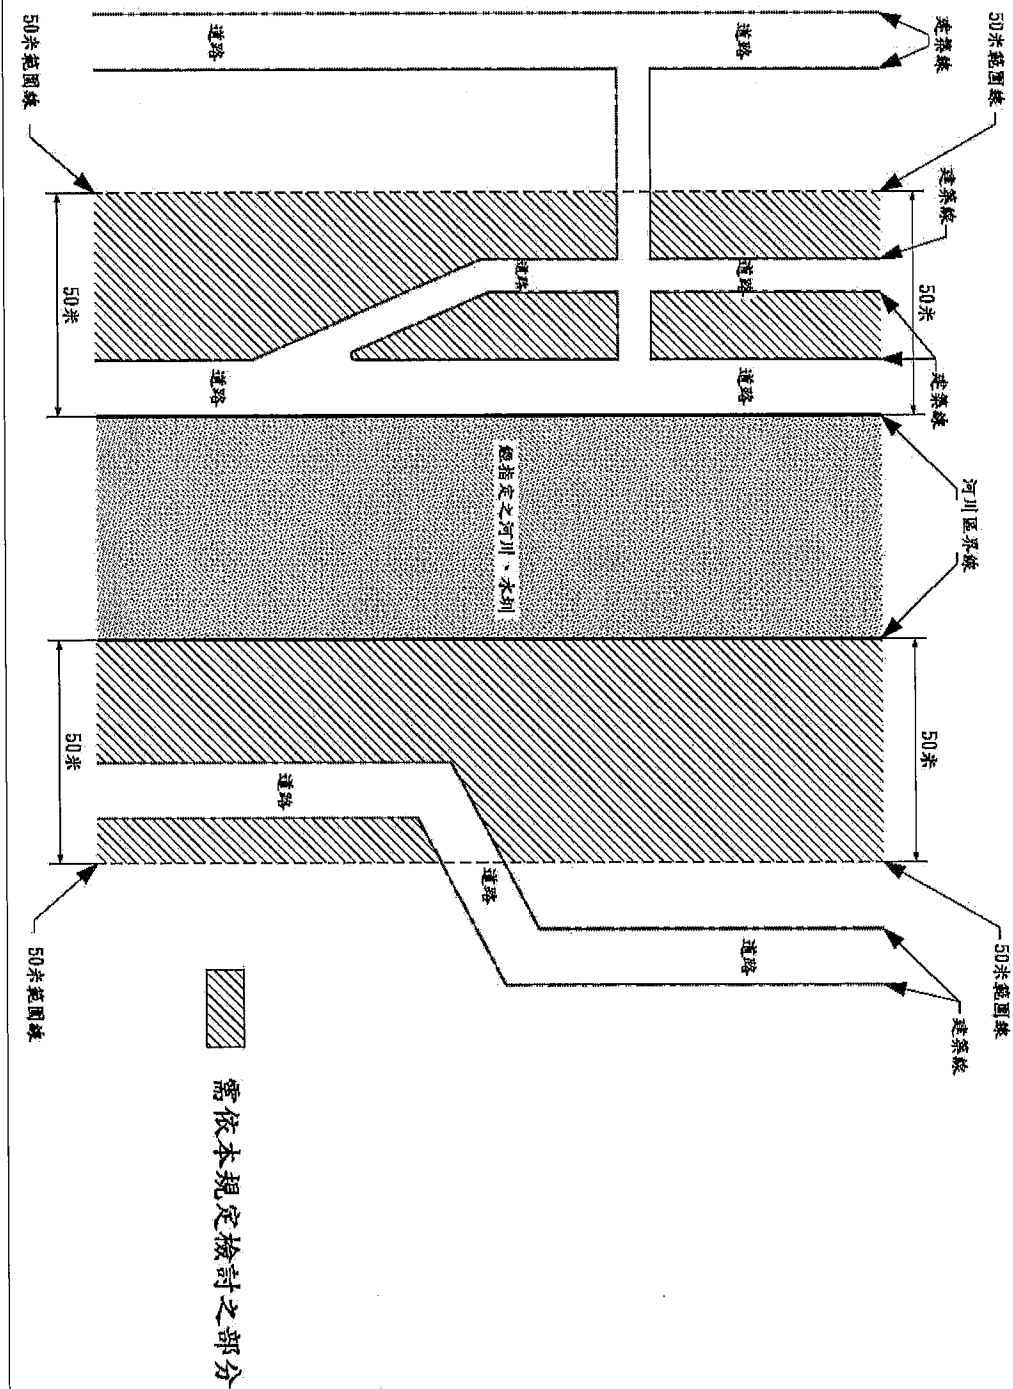 50米範圍線
建築線
道路
道路
50米範圍線
建築線
50米
50米
道路
道路
建築線
道路
道路
河川區界線
經指定之河川、水圳
50米
50米
道路
道路
道路
50米範圍線
50米範圍線
建築線
需依本規定檢討之部分